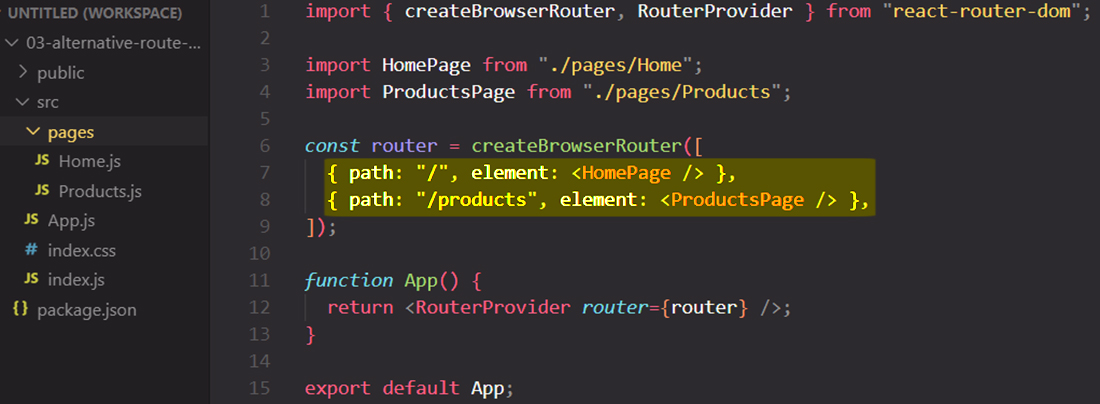 UNTITLED (WORKSPACE)
03-alternative-route-...
public
src
pages
JS Home.js
JS Products.js
JS App.js
# index.css
JS index.js
{} package.json
1 import { createBrowserRouter, RouterProvider } from "react-router-dom";
2
3 import HomePage from "./pages/Home";
4 import ProductsPage from "./pages/Products";
5
6 const router = createBrowserRouter([
7 { path: "/", element: <HomePage /> },
8 { path: "/products", element: <ProductsPage /> },
9 ]);
10
11 function App() {
12 return <RouterProvider router={router} />;
13 }
14
15 export default App;